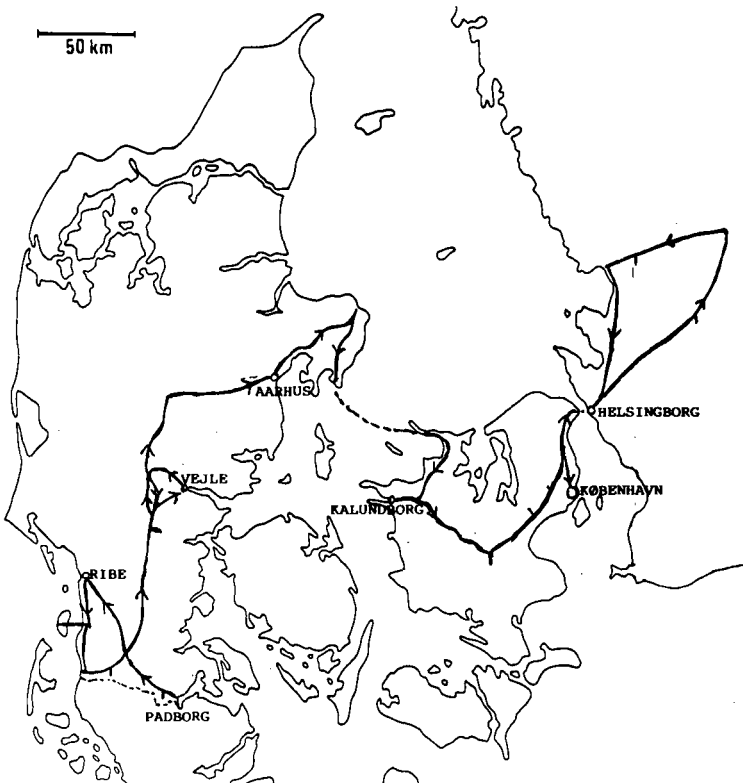 50 km
AARHUS
HELSINGBORG
VEJLE
KØBENHAVN
KALUNDBORG
RIBE
PADBORG